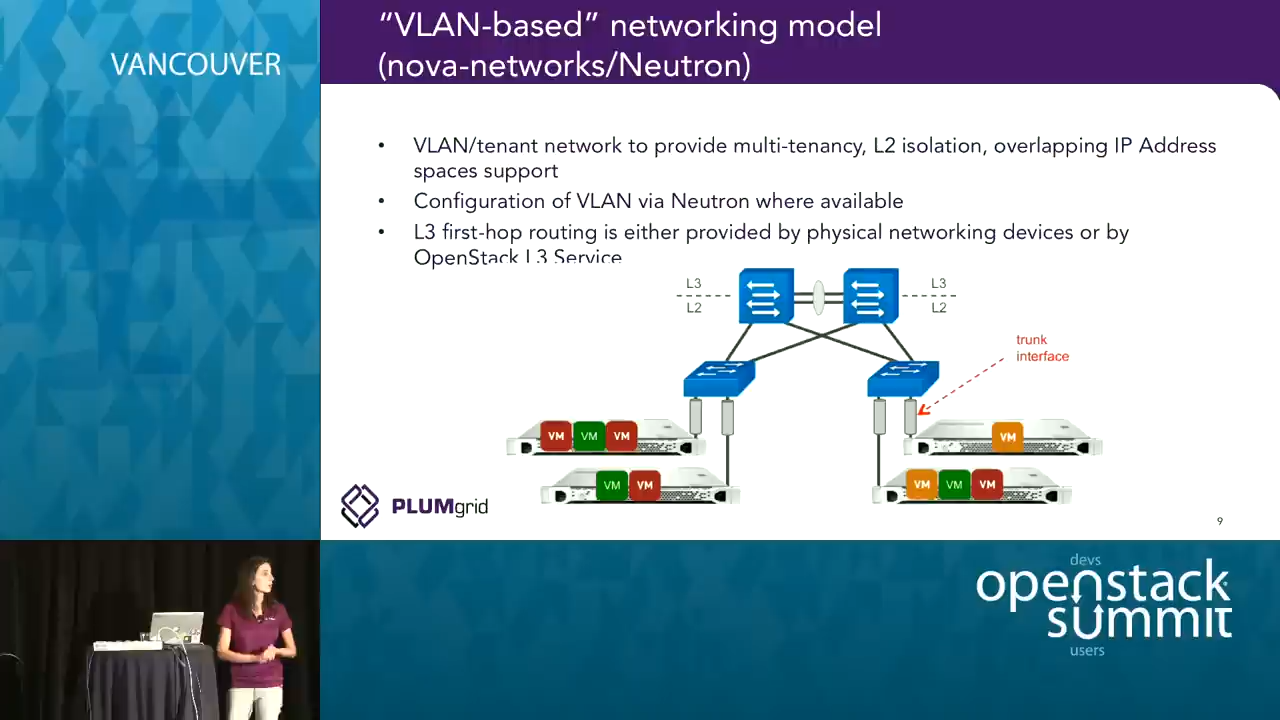 VANCOUVER
“VLAN-based” networking model
(nova-networks/Neutron)
• VLAN/tenant network to provide multi-tenancy, L2 isolation, overlapping IP Address
spaces support
• Configuration of VLAN via Neutron where available
• L3 first-hop routing is either provided by physical networking devices or by
OpenStack L3 Service
L3
L2
L3
L2
trunk
interface
VM VM VM
VM
VM VM
VM VM VM
PLUMgrid
9
devs
openstack
summit
users